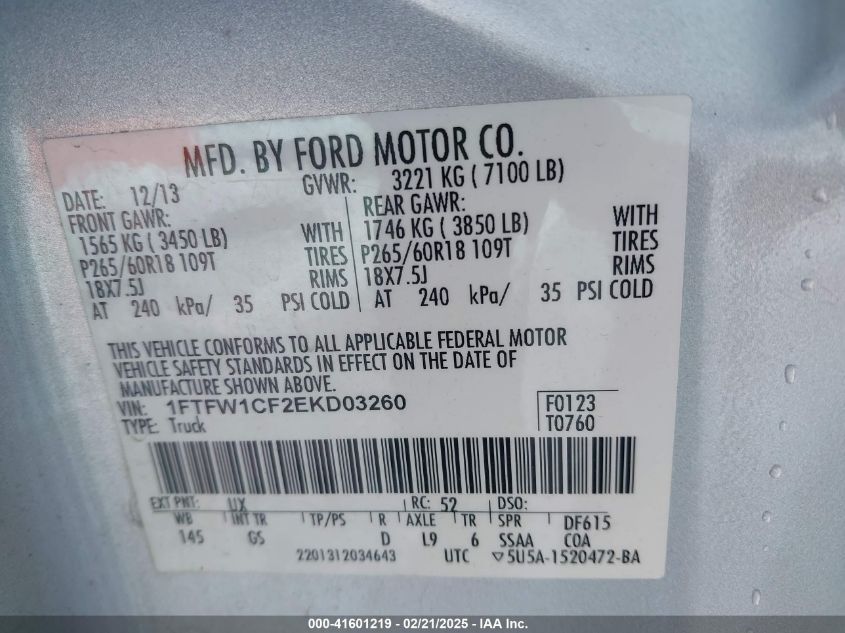 MFD. BY FORD MOTOR CO.
DATE: 12/13 GVWR: 3221 KG ( 7100 LB)
FRONT GAWR: REAR GAWR:
1565 KG ( 3450 LB) WITH 1746 KG ( 3850 LB) WITH
P265/60R18 109T TIRES P265/60R18 109T TIRES
18X7.5J RIMS 18X7.5J RIMS
AT 240 kPa/ 35 PSI COLD AT 240 kPa/ 35 PSI COLD
THIS VEHICLE CONFORMS TO ALL APPLICABLE FEDERAL MOTOR
VEHICLE SAFETY STANDARDS IN EFFECT ON THE DATE OF
MANUFACTURE SHOWN ABOVE.
VIN: 1FTFW1CF2EKD03260 F0123
TYPE: Truck T0760
EXT PNT: UX RC: 52 DSO:
WB INT TR TP/PS R AXLE TR SPR DF615
145 GS D L9 6 SSAA COA
2201312034643 UTC ▽5U5A-1520472-BA
000-41601219 - 02/21/2025 - IAA Inc.